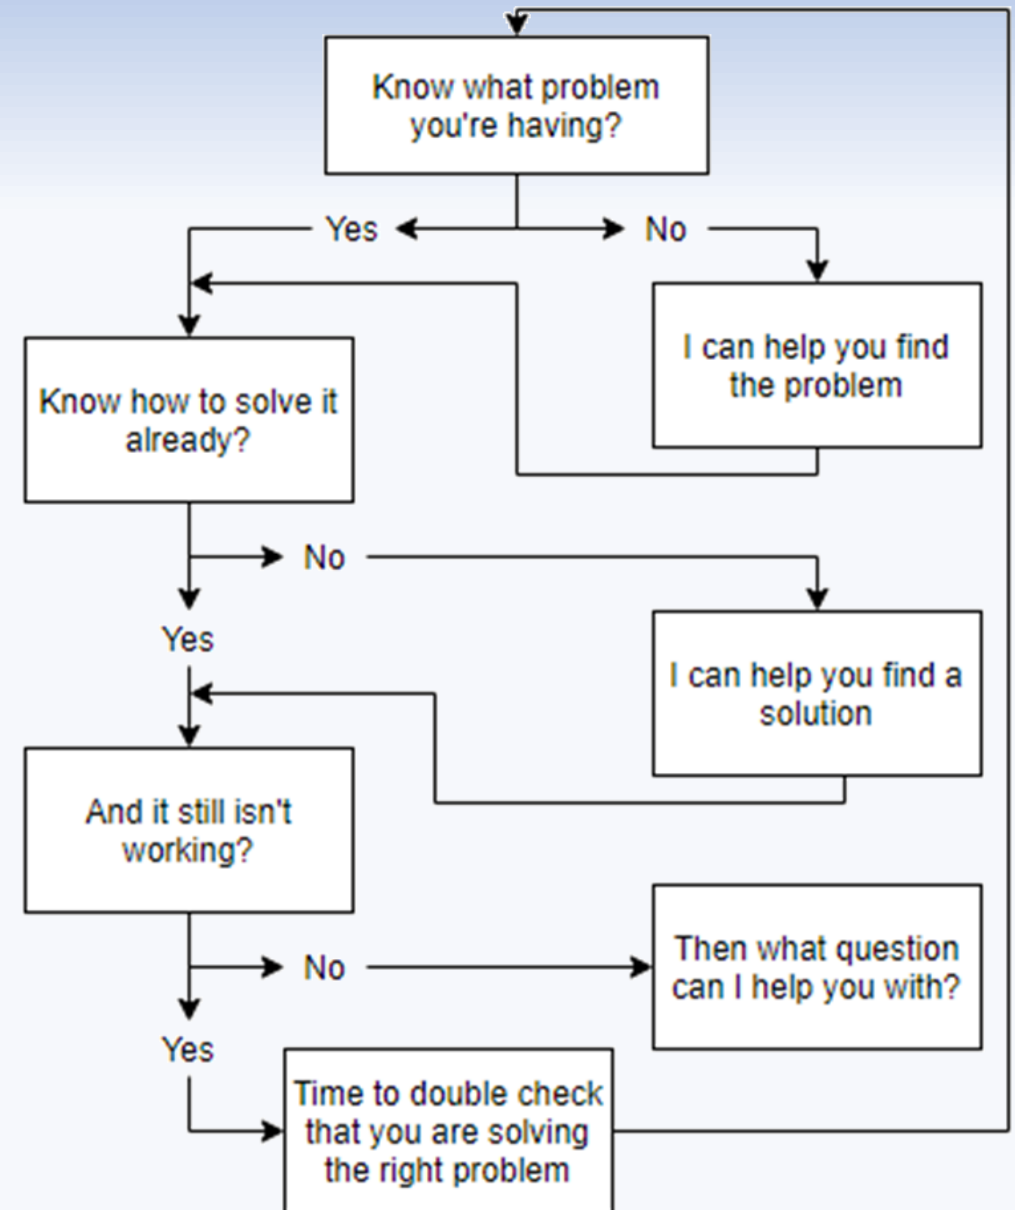 Know what problem
you're having?
Yes
No
I can help you find
the problem
Know how to solve it
already?
No
Yes
I can help you find a
solution
And it still isn't
working?
No
Then what question
can I help you with?
Yes
Time to double check
that you are solving
the right problem